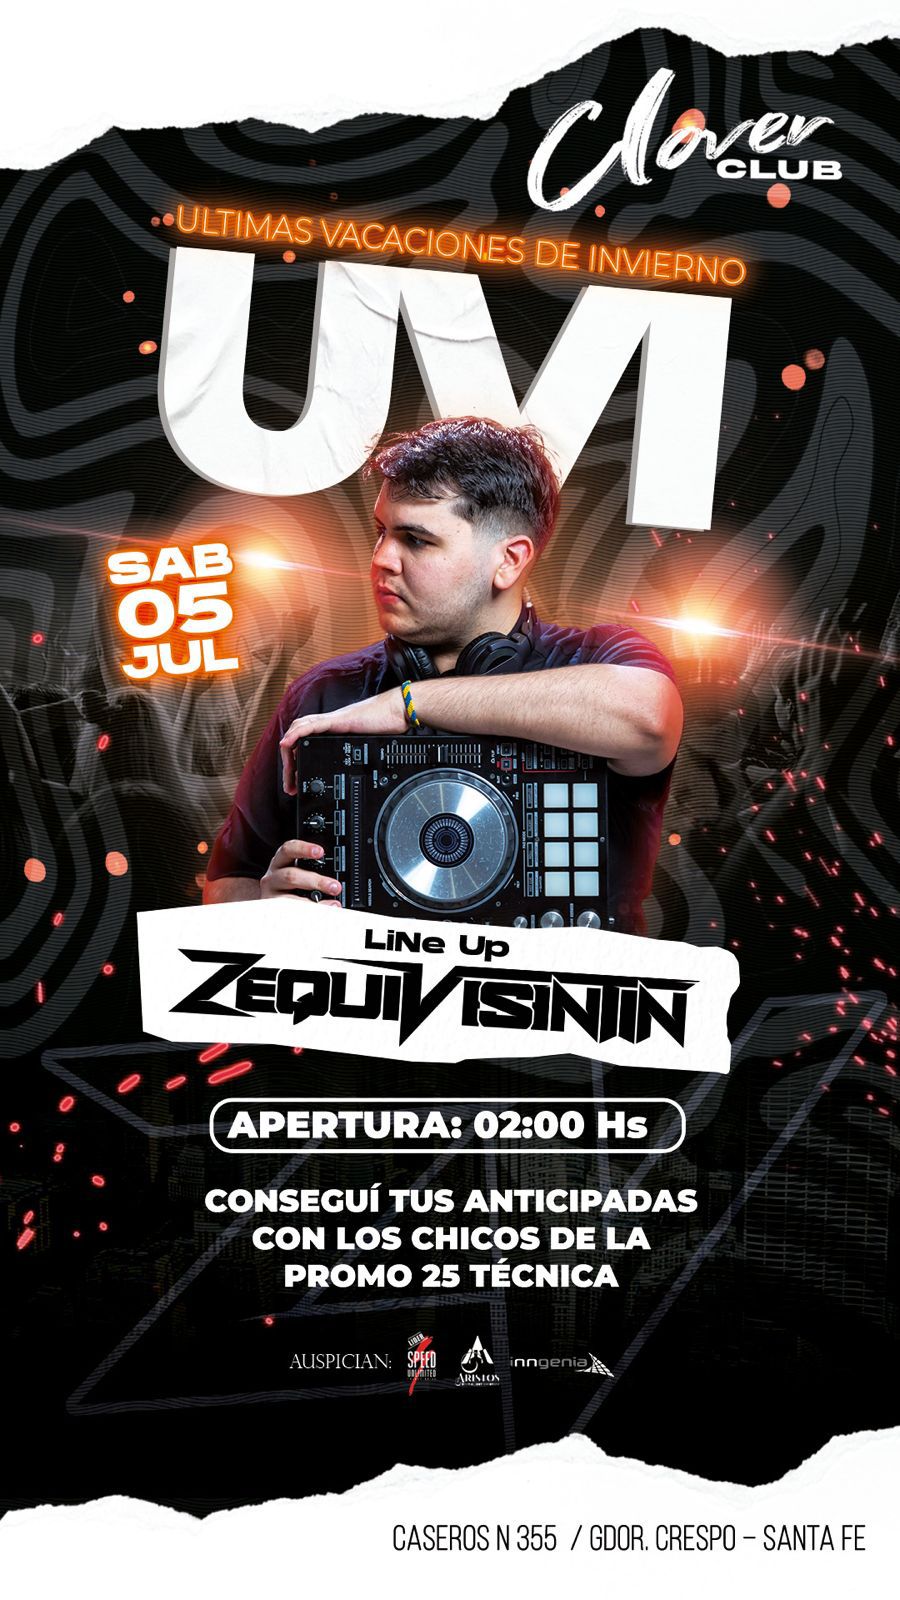 Clover
CLUB
ULTIMAS VACACIONES DE INVIERNO
UVI
SAB
05
JUL
LiNe Up
ZEQUIVISINTIN
APERTURA: 02:00 Hs
CONSEGUÍ TUS ANTICIPADAS
CON LOS CHICOS DE LA
PROMO 25 TÉCNICA
AUSPICIAN:
SPEED
UNLIMITED
ARISTOS
inngenia
CASEROS N 355 / GDOR. CRESPO – SANTA FE